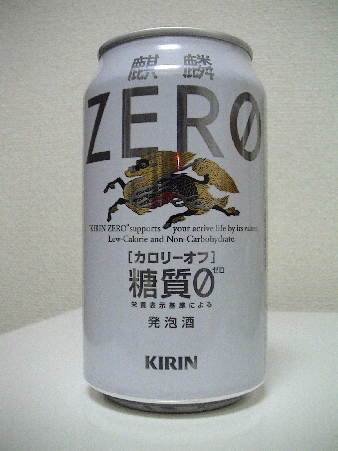 麒麟
ZERO
"KIRIN ZERO" supports your active life by its
Low-Calorie and Non-Carbohydrate.
[カロリーオフ]
糖質0ゼロ
栄養表示基準による
発泡酒
KIRIN